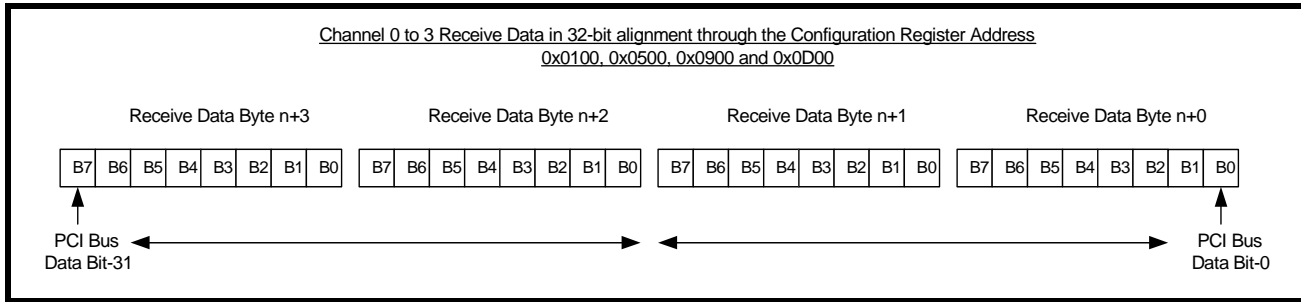 Channel 0 to 3 Receive Data in 32-bit alignment through the Configuration Register Address
0x0100, 0x0500, 0x0900 and 0x0D00
Receive Data Byte n+3 Receive Data Byte n+2 Receive Data Byte n+1 Receive Data Byte n+0
B7 B6 B5 B4 B3 B2 B1 B0 B7 B6 B5 B4 B3 B2 B1 B0 B7 B6 B5 B4 B3 B2 B1 B0 B7 B6 B5 B4 B3 B2 B1 B0
PCI Bus PCI Bus
Data Bit-31 Data Bit-0